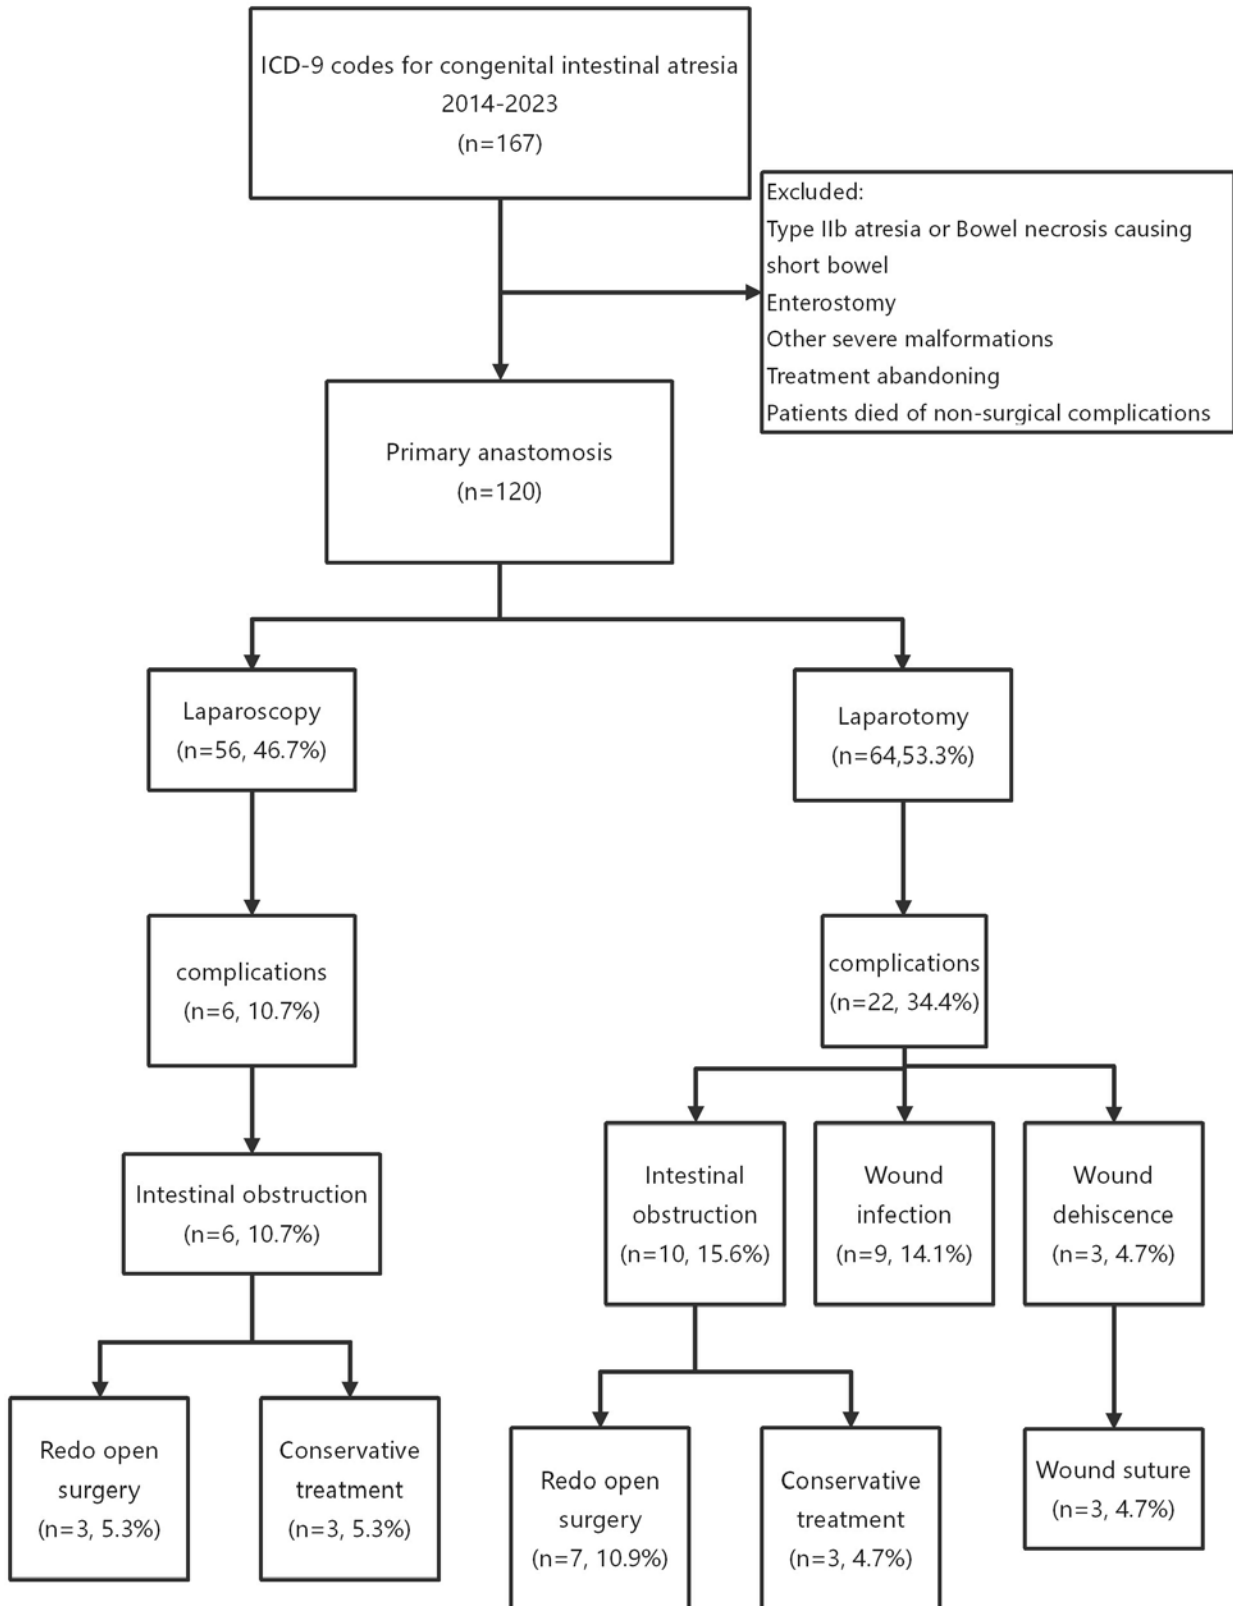 ICD-9 codes for congenital intestinal atresia
2014-2023
(n=167)
Excluded:
Type IIb atresia or Bowel necrosis causing
short bowel
Enterostomy
Other severe malformations
Treatment abandoning
Patients died of non-surgical complications
Primary anastomosis
(n=120)
Laparoscopy
(n=56, 46.7%)
Laparotomy
(n=64,53.3%)
complications
(n=6, 10.7%)
complications
(n=22, 34.4%)
Intestinal obstruction
(n=6, 10.7%)
Intestinal
obstruction
(n=10, 15.6%)
Wound
infection
(n=9, 14.1%)
Wound
dehiscence
(n=3, 4.7%)
Redo open
surgery
(n=3, 5.3%)
Conservative
treatment
(n=3, 5.3%)
Redo open
surgery
(n=7, 10.9%)
Conservative
treatment
(n=3, 4.7%)
Wound suture
(n=3, 4.7%)